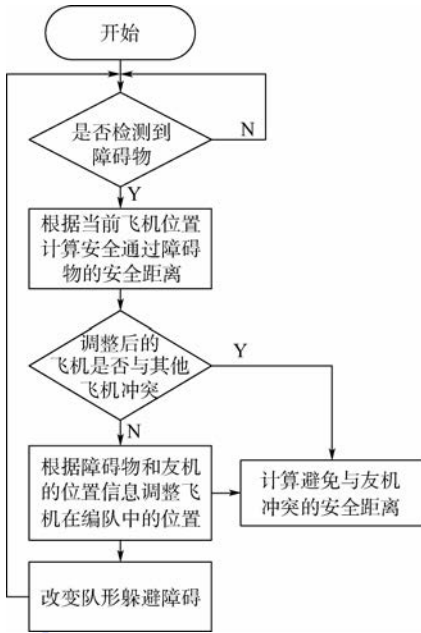 开始
是否检测到
障碍物
N
Y
根据当前飞机位置
计算安全通过障碍
物的安全距离
调整后的
飞机是否与其他
飞机冲突
Y
N
根据障碍物和友机
的位置信息调整飞
机在编队中的位置
计算避免与友机
冲突的安全距离
改变队形躲避障碍